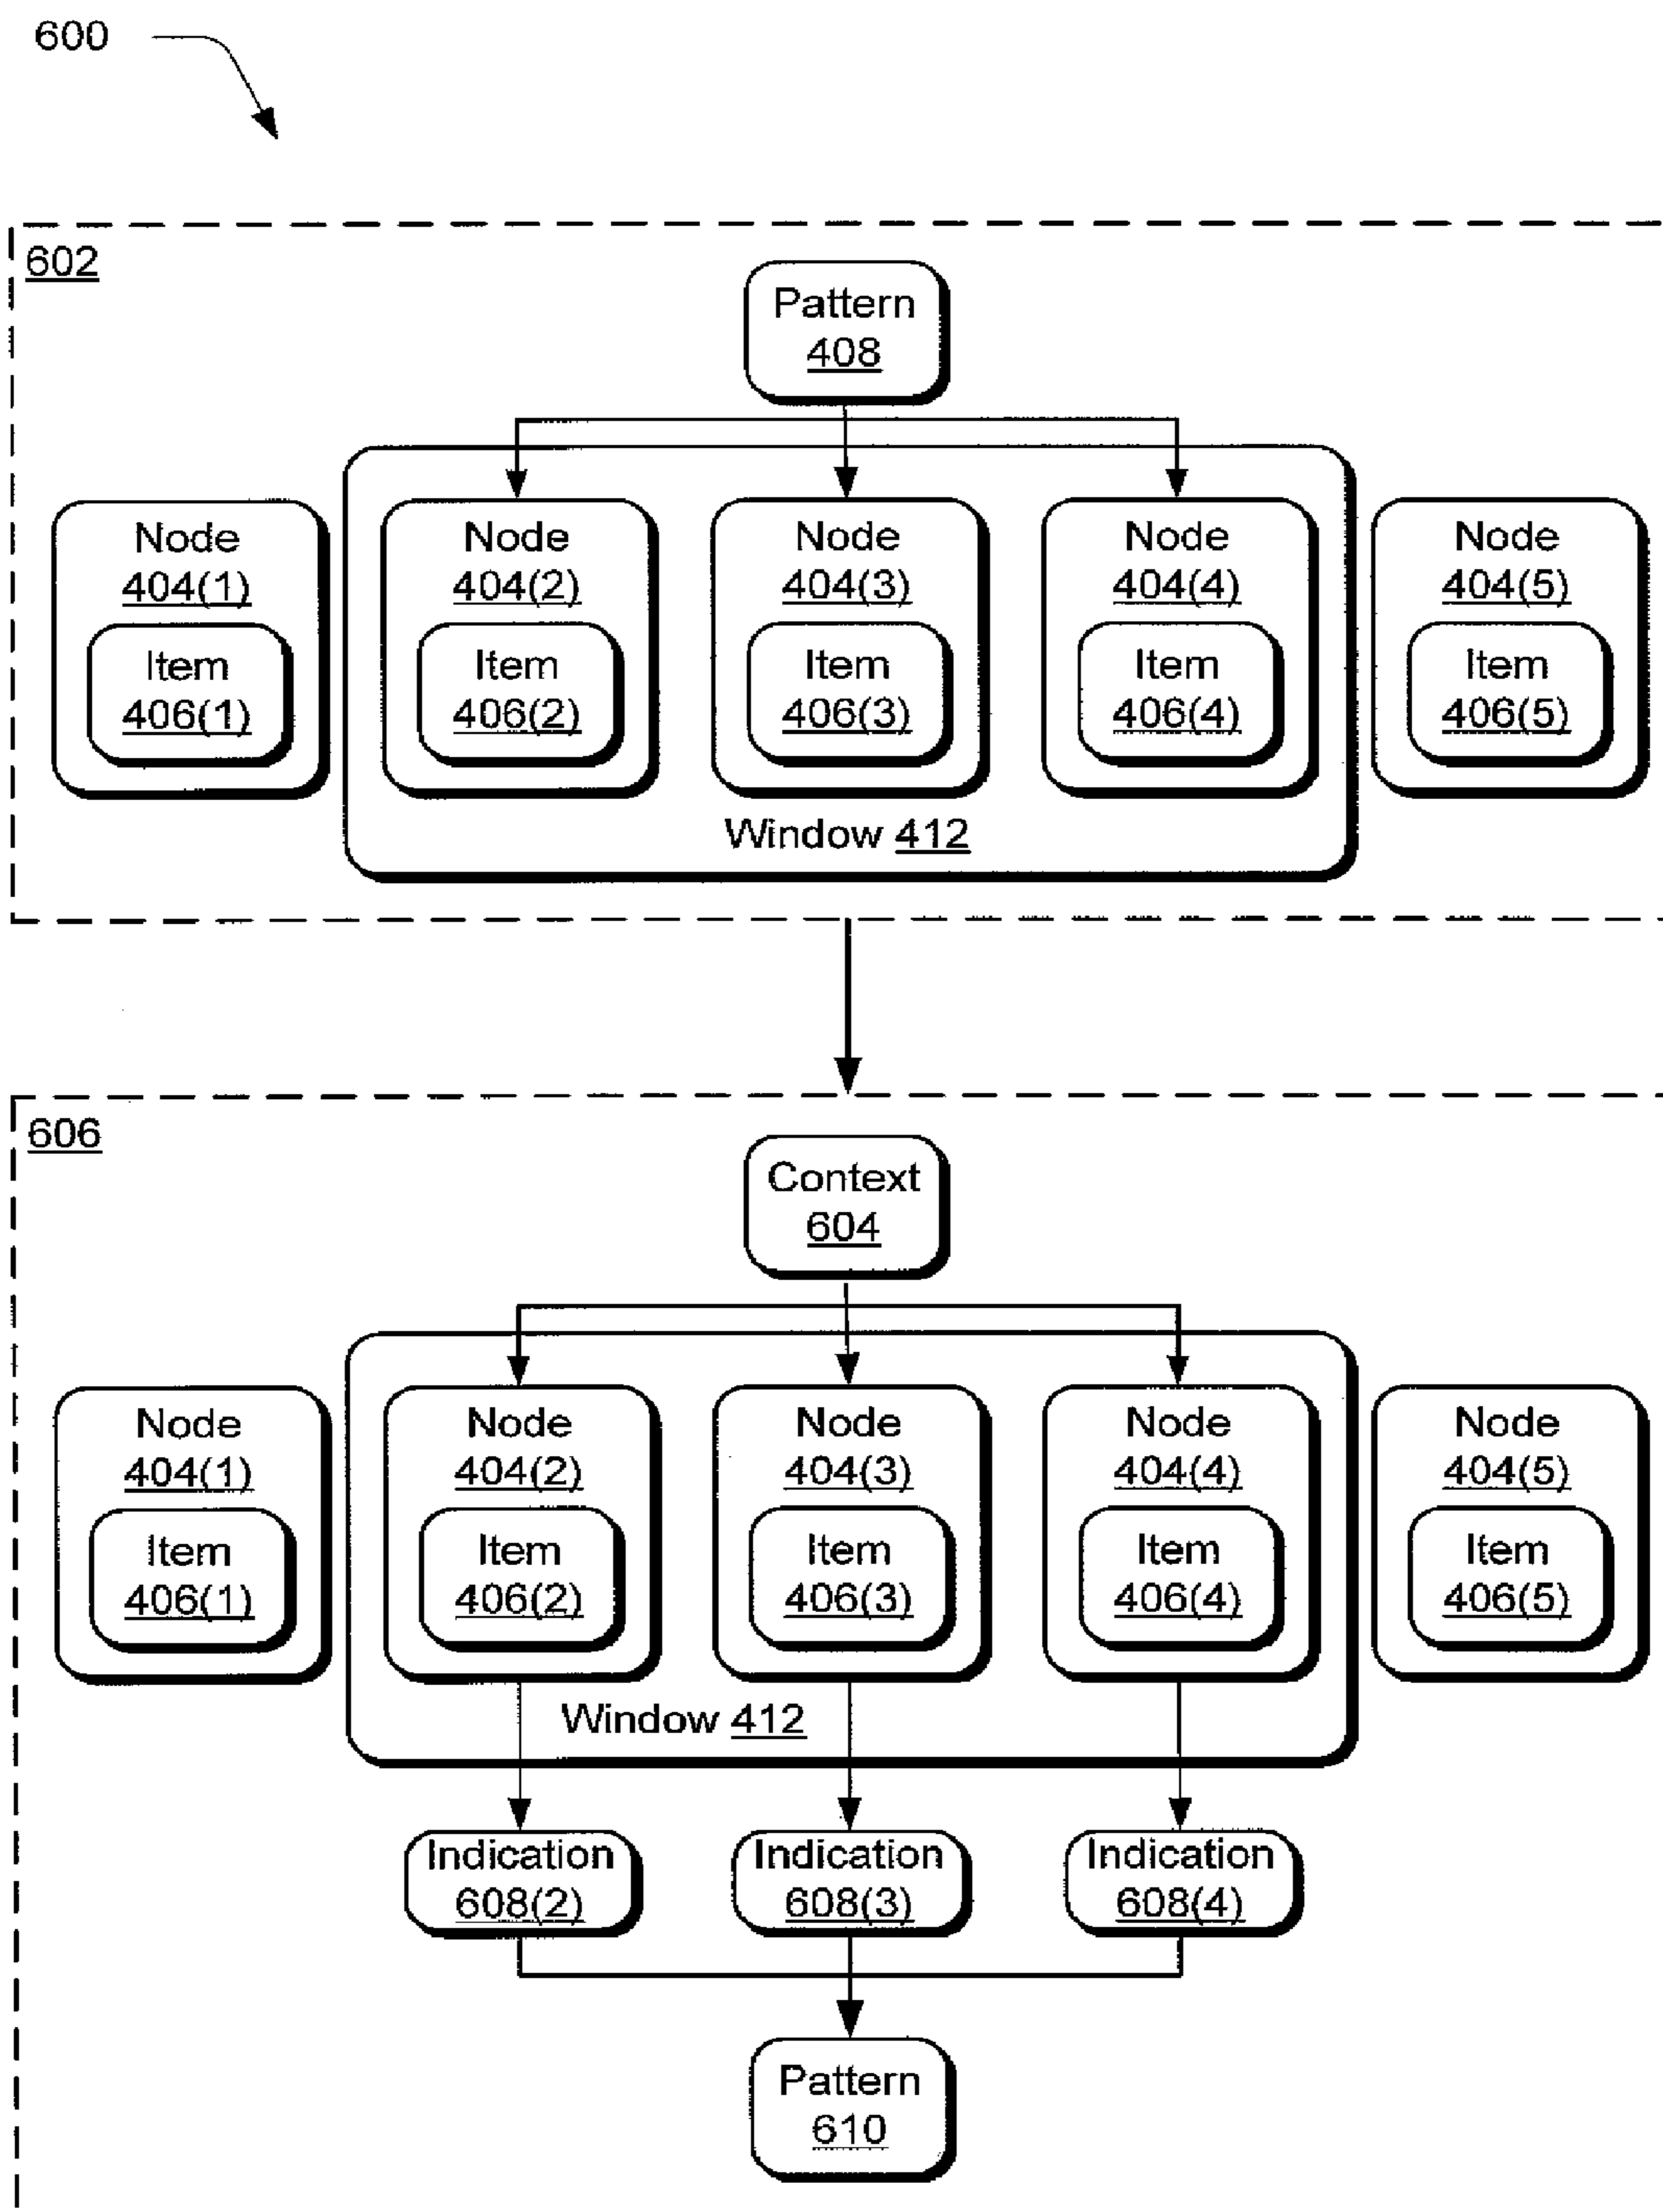 600
602
Pattern
408
Node
404(1)
Item
406(1)
Node
404(2)
Item
406(2)
Node
404(3)
Item
406(3)
Node
404(4)
Item
406(4)
Node
404(5)
Item
406(5)
Window 412
606
Context
604
Node
404(1)
Item
406(1)
Node
404(2)
Item
406(2)
Node
404(3)
Item
406(3)
Node
404(4)
Item
406(4)
Node
404(5)
Item
406(5)
Window 412
Indication
608(2)
Indication
608(3)
Indication
608(4)
Pattern
610